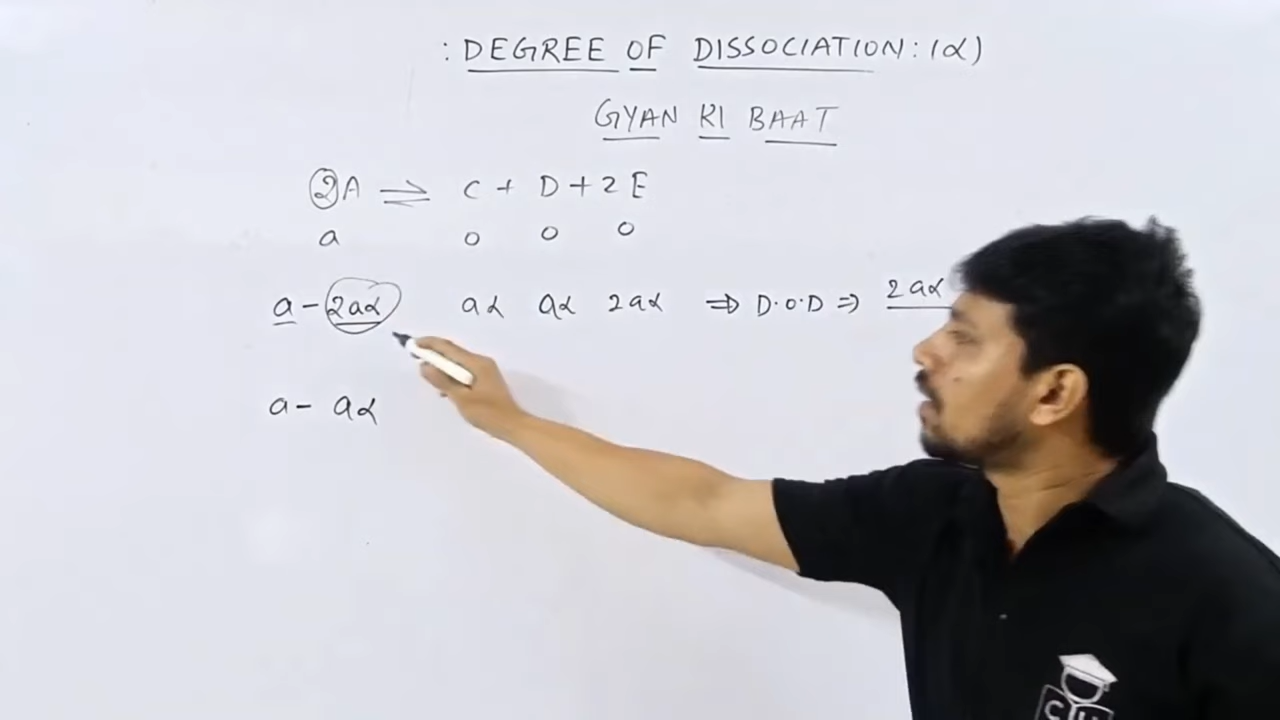 : DEGREE OF DISSOCIATION : (α)
GYAN KI BAAT
2A ⇌ C + D + 2E
a 0 0 0
a - 2aα aα aα 2aα ⇒ D.O.D ⇒ 2aα
a - aα